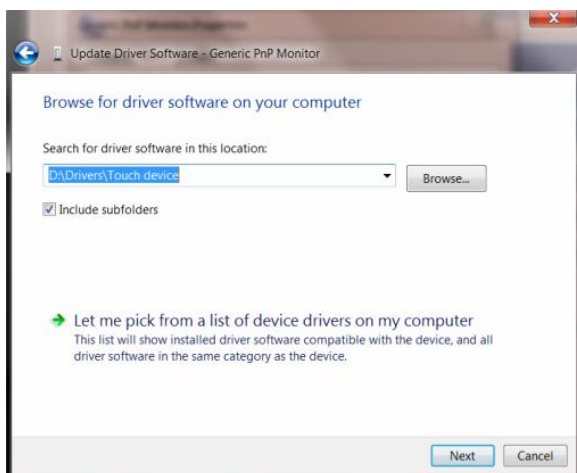 Update Driver Software - Generic PnP Monitor
Browse for driver software on your computer
Search for driver software in this location:
D:\Drivers\Touch device
Browse...
Include subfolders
Let me pick from a list of device drivers on my computer
This list will show installed driver software compatible with the device, and all
driver software in the same category as the device.
Next
Cancel